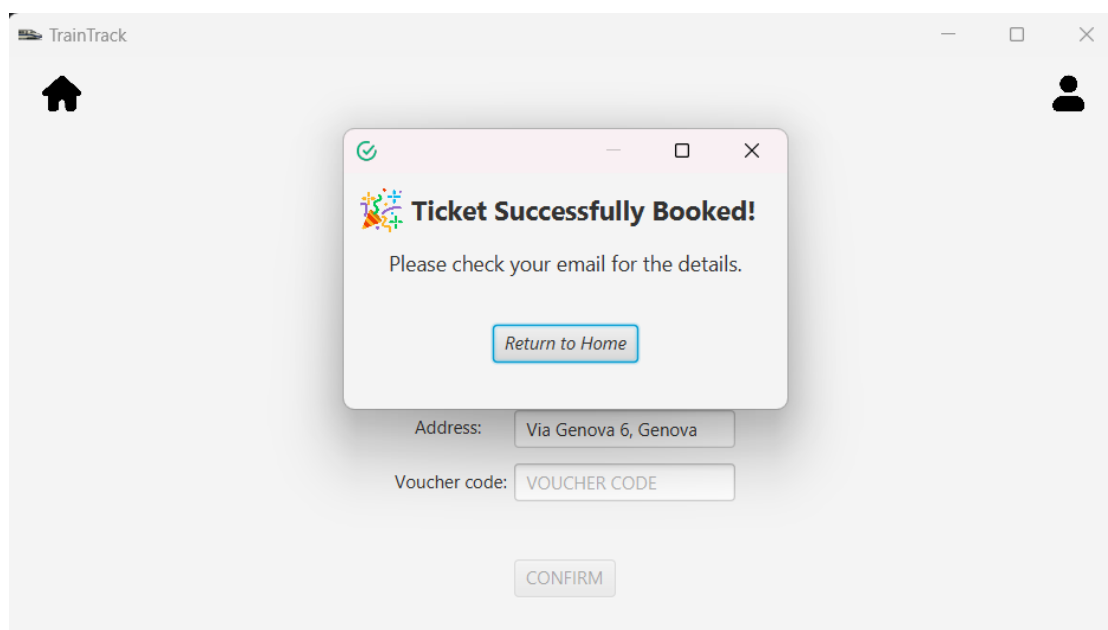 TrainTrack
Ticket Successfully Booked!
Please check your email for the details.
Return to Home
Address: Via Genova 6, Genova
Voucher code: VOUCHER CODE
CONFIRM